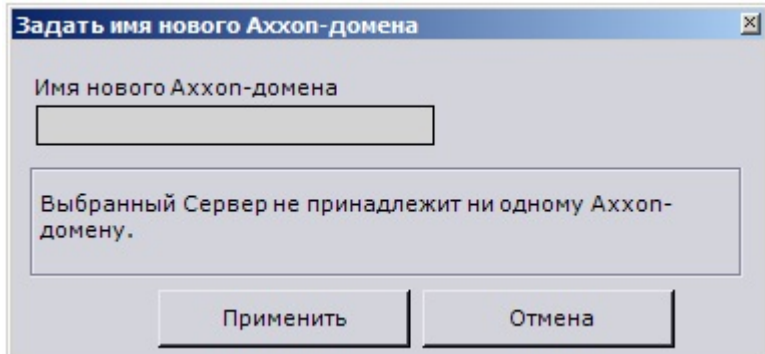 Задать имя нового Axxon-домена
Имя нового Axxon-домена
Выбранный Сервер не принадлежит ни одному Axxon-
домену.
Применить Отмена